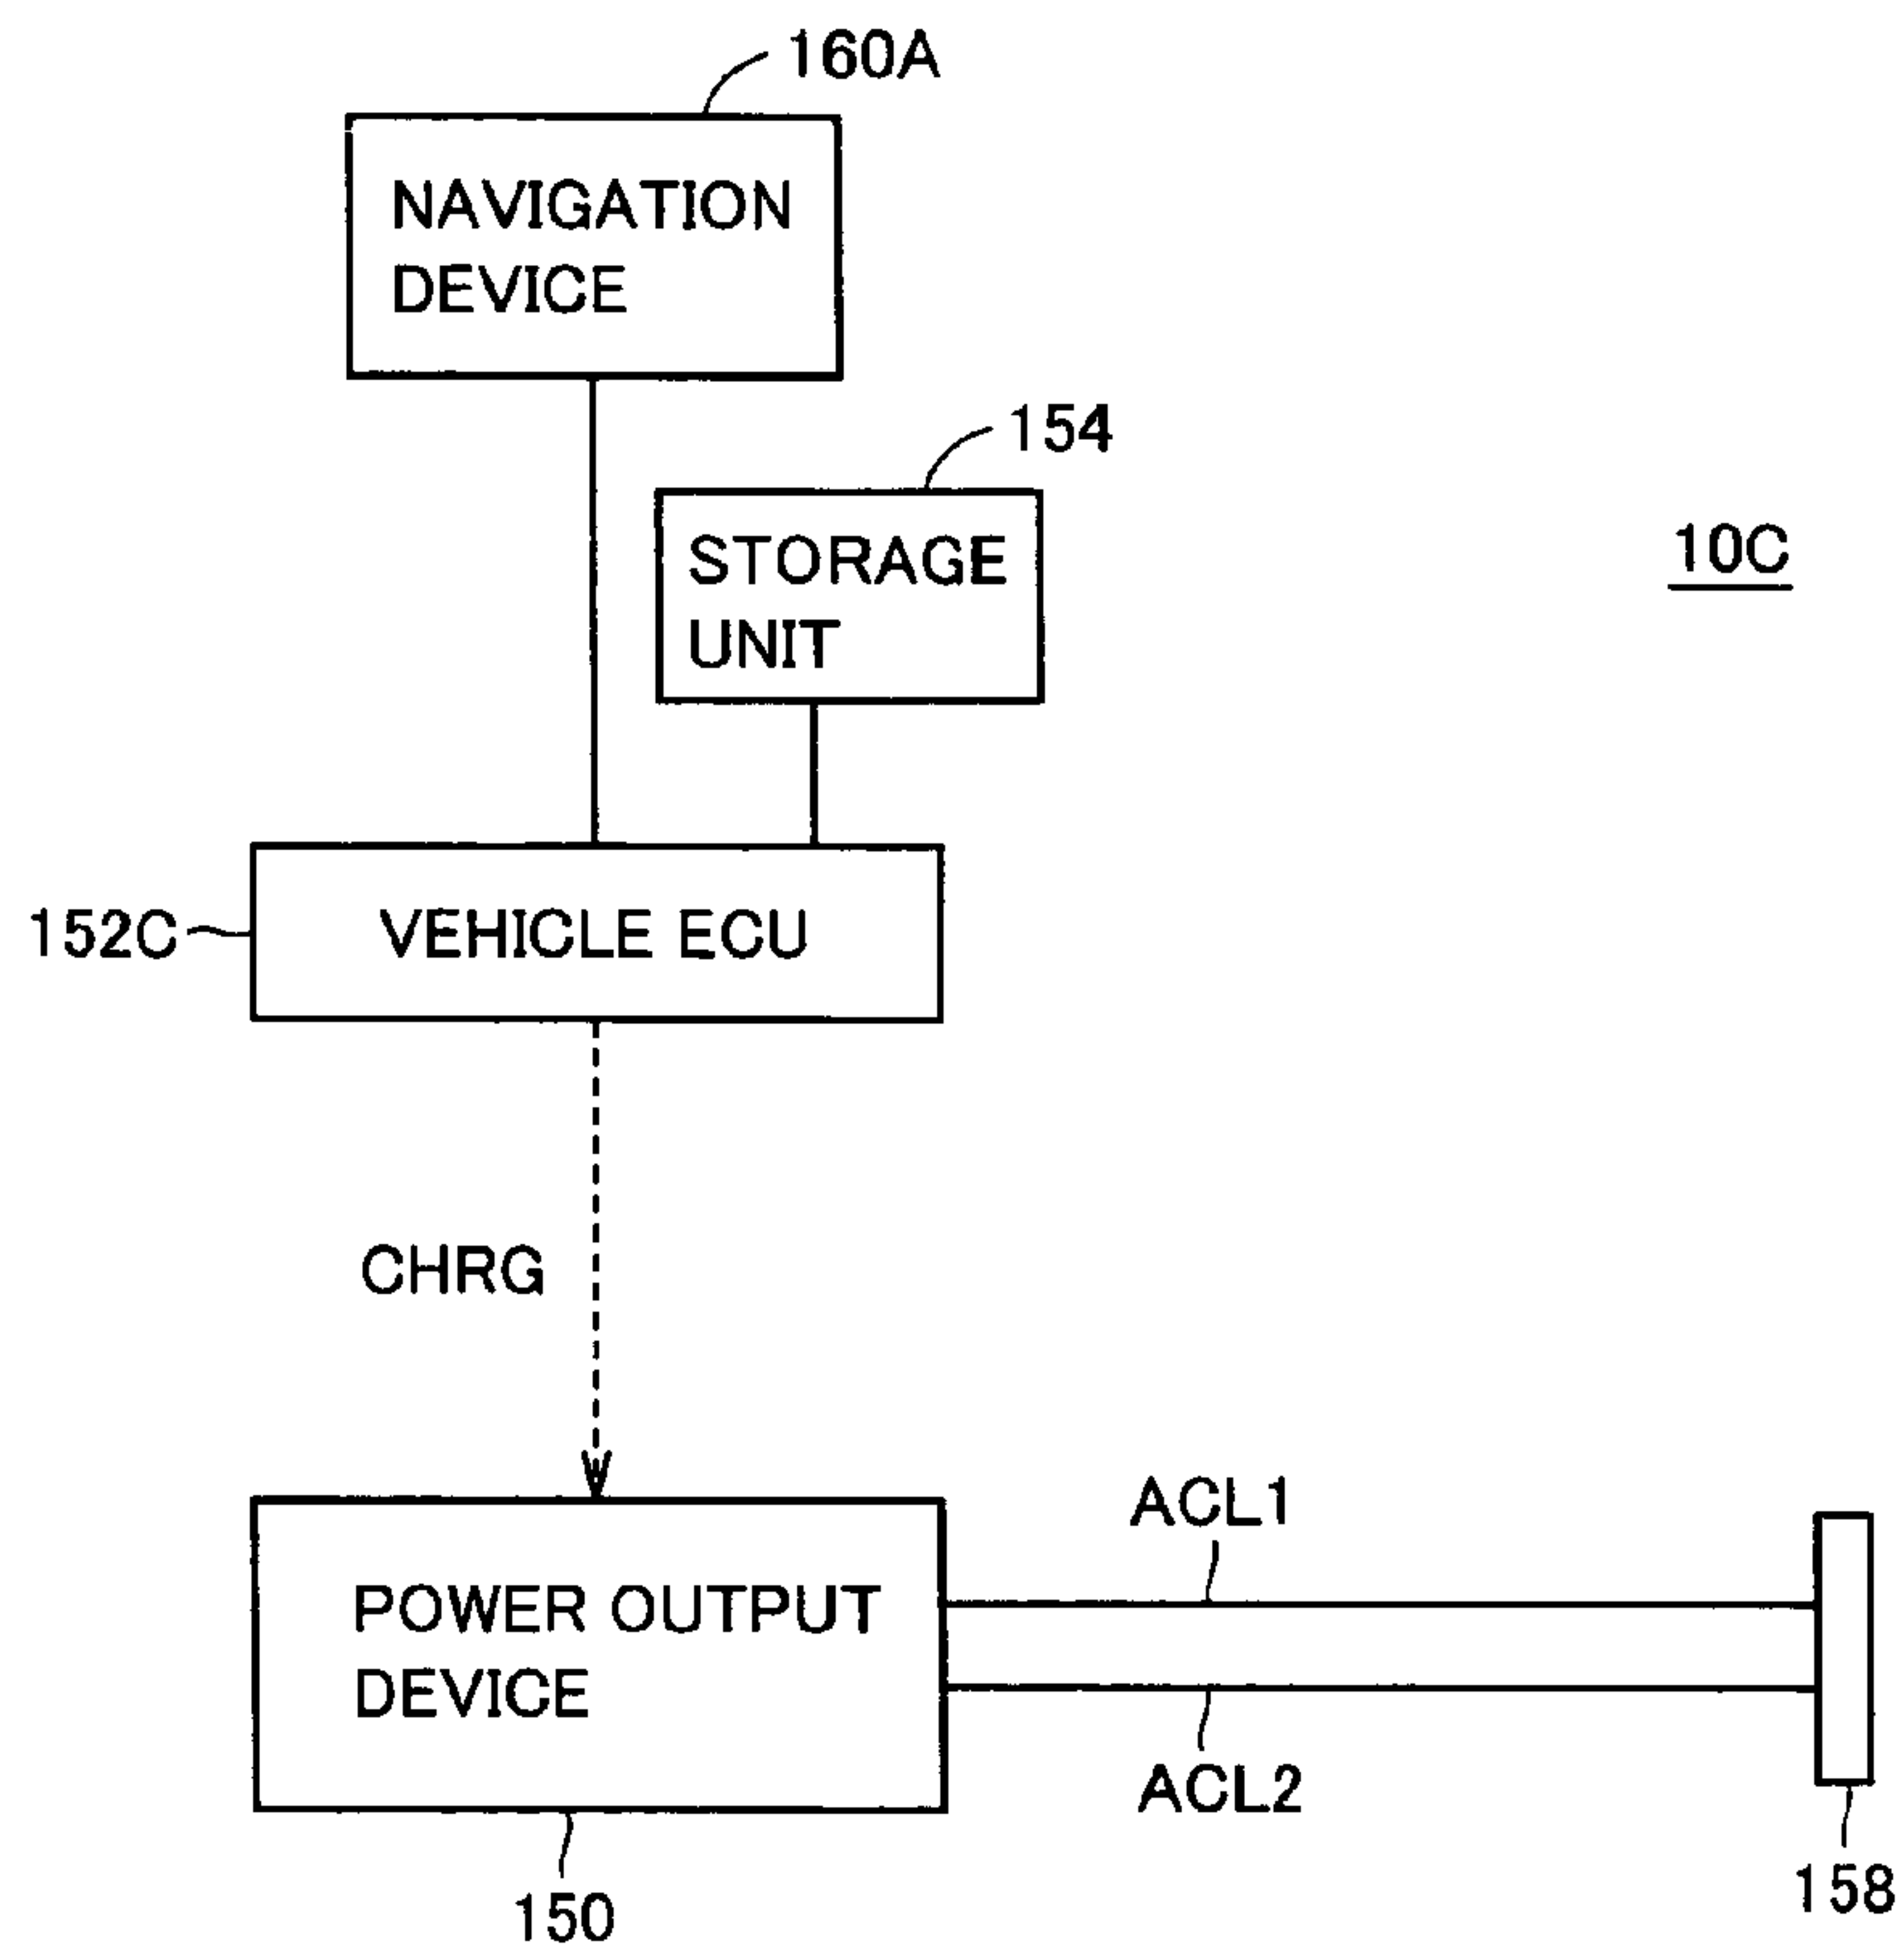 160A
NAVIGATION
DEVICE
154
STORAGE
UNIT
10C
152C
VEHICLE ECU
CHRG
ACL1
POWER OUTPUT
DEVICE
ACL2
150
158